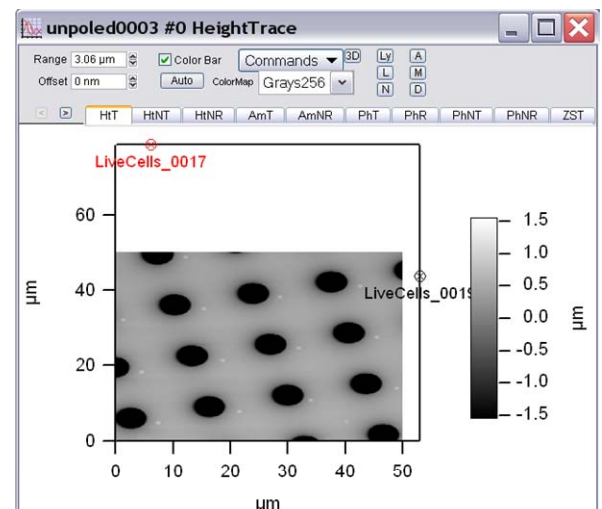 unpoled0003 #0 HeightTrace
Range 3.06 µm Color Bar Commands 3D Ly A
L M
Offset 0 nm Auto ColorMap Grays256 N D
< > HtT HtNT HtNR AmT AmNR PhT PhR PhNT PhNR ZST
LiveCells_0017
60
40
20
0
µm
0 10 20 30 40 50
µm
LiveCells_0019
1.5
1.0
0.5
0.0
-0.5
-1.0
-1.5
µm